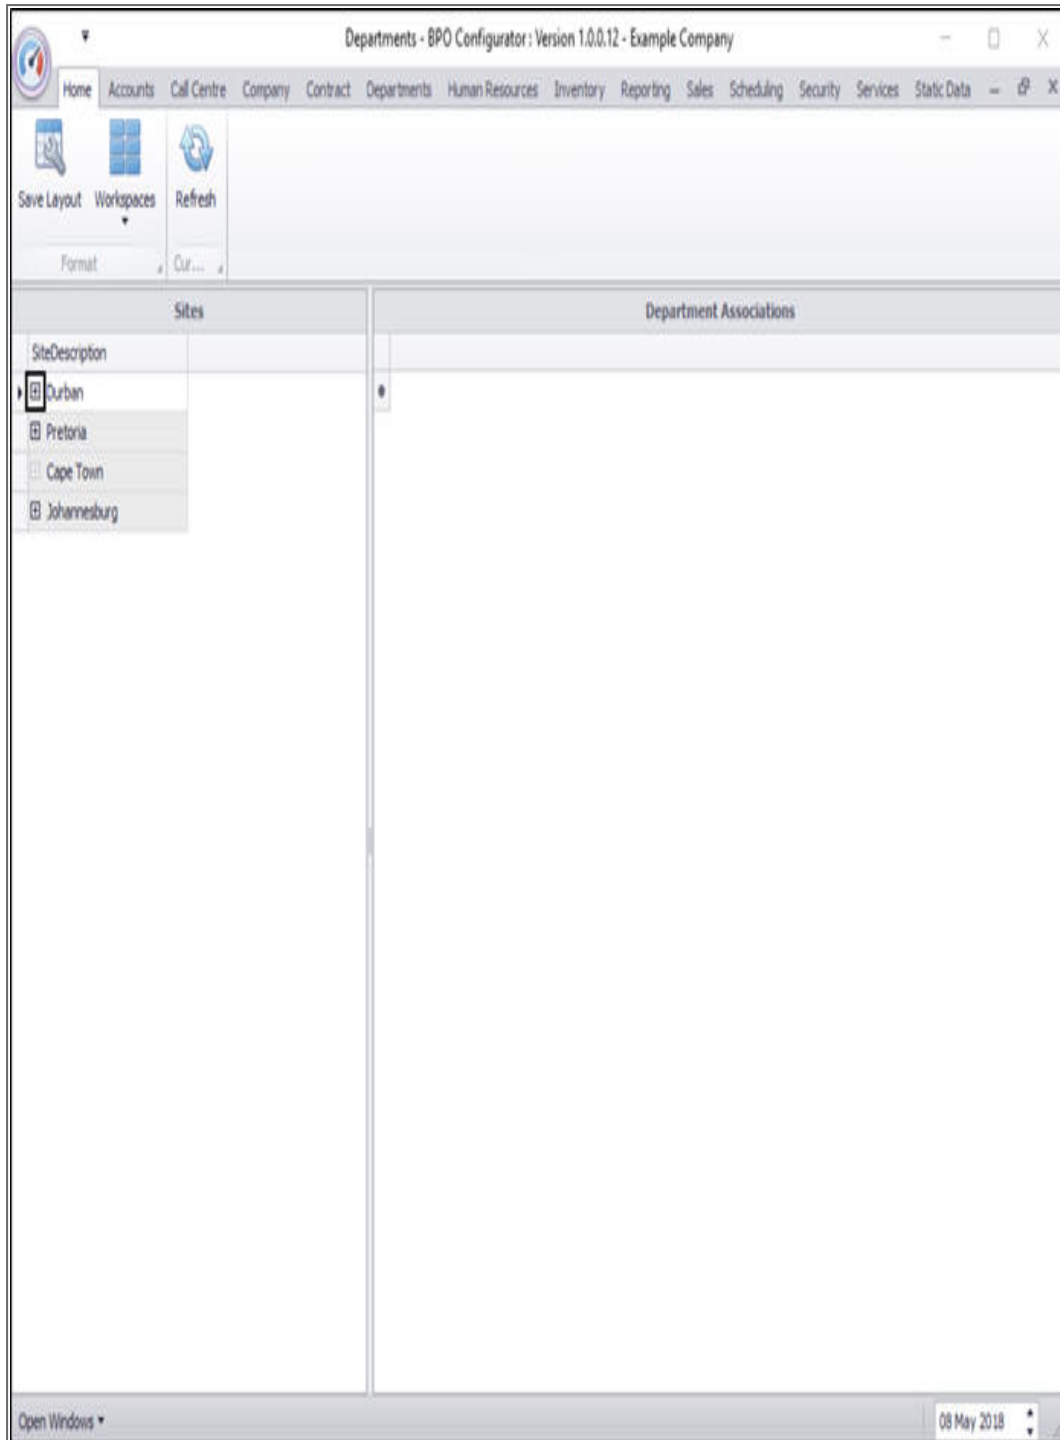 Departments - BPO Configurator : Version 1.0.0.12 - Example Company
Home Accounts Call Centre Company Contract Departments Human Resources Inventory Reporting Sales Scheduling Security Services Static Data
Save Layout Workspaces Refresh
Format Cur...
Sites Department Associations
SiteDescription
Durban
Pretoria
Cape Town
Johannesburg
Open Windows 08 May 2018